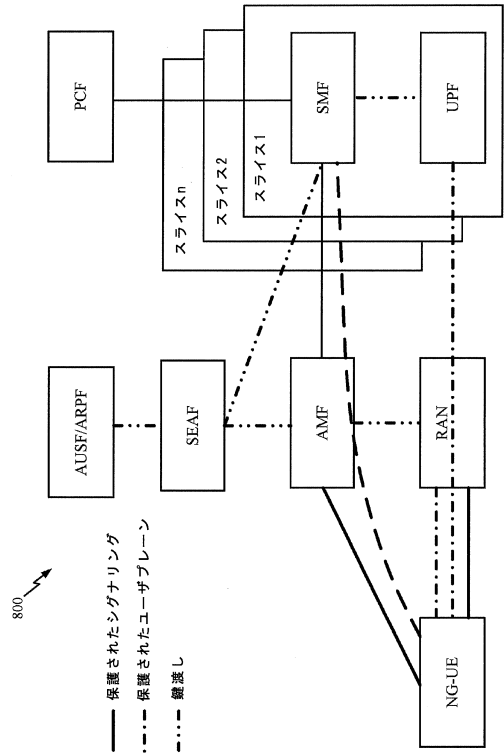 800
保護されたシグナリング
保護されたユーザプレーン
鍵渡し
AUSF/ARPF
SEAF
AMF
RAN
NG-UE
PCF
スライスn
スライス2
スライス1
SMF
UPF